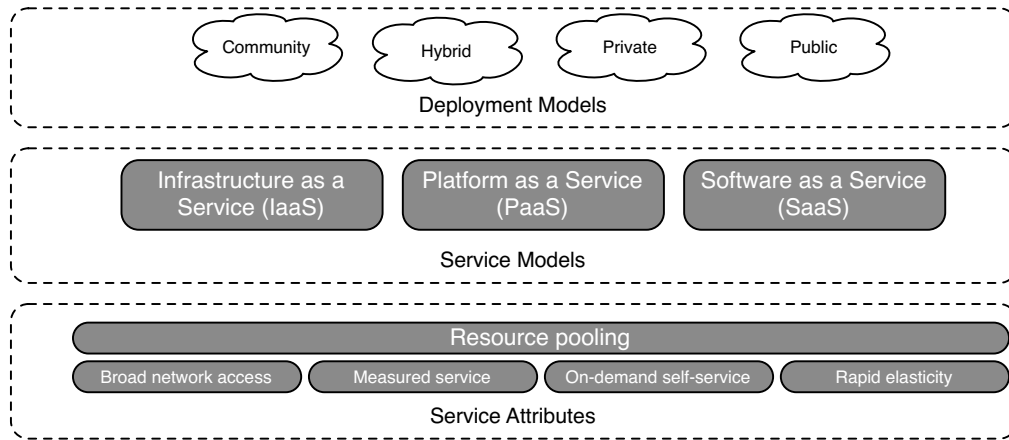 Community
Hybrid
Private
Public
Deployment Models
Infrastructure as a
Service (IaaS)
Platform as a Service
(PaaS)
Software as a Service
(SaaS)
Service Models
Resource pooling
Broad network access
Measured service
On-demand self-service
Rapid elasticity
Service Attributes